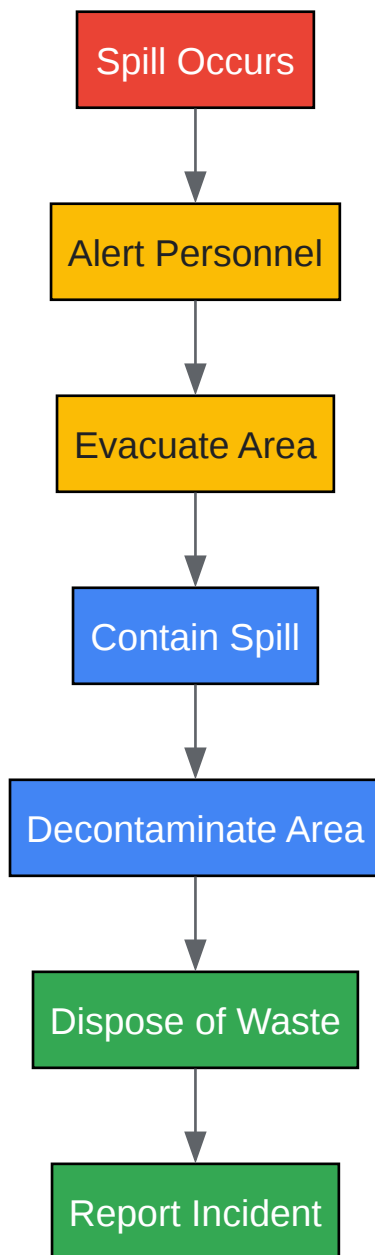 Spill Occurs
Alert Personnel
Evacuate Area
Contain Spill
Decontaminate Area
Dispose of Waste
Report Incident